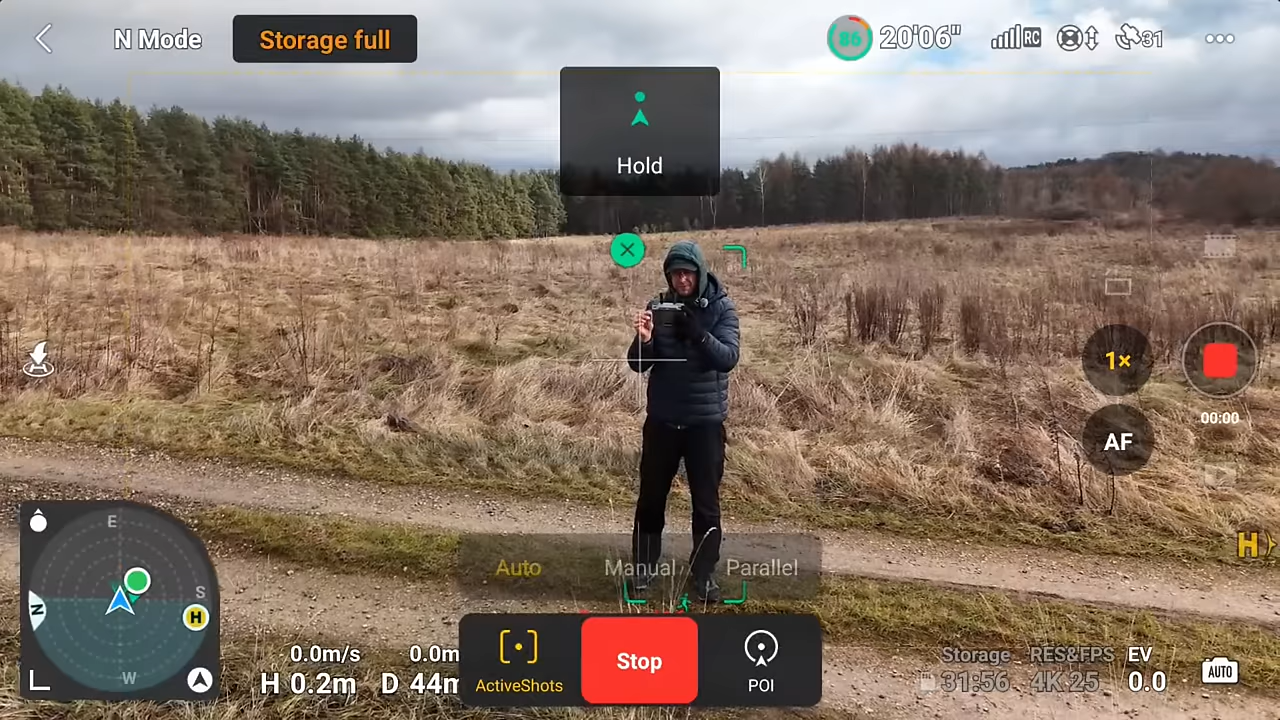 N Mode
Storage full
86
20'06"
RC
31
Hold
1×
00:00
AF
H
E
S
N
H
W
Auto
Manual
Parallel
0.0m/s
0.0m
H 0.2m
D 44m
ActiveShots
Stop
POI
Storage
RES&FPS
EV
31:56
4K 25
0.0
AUTO